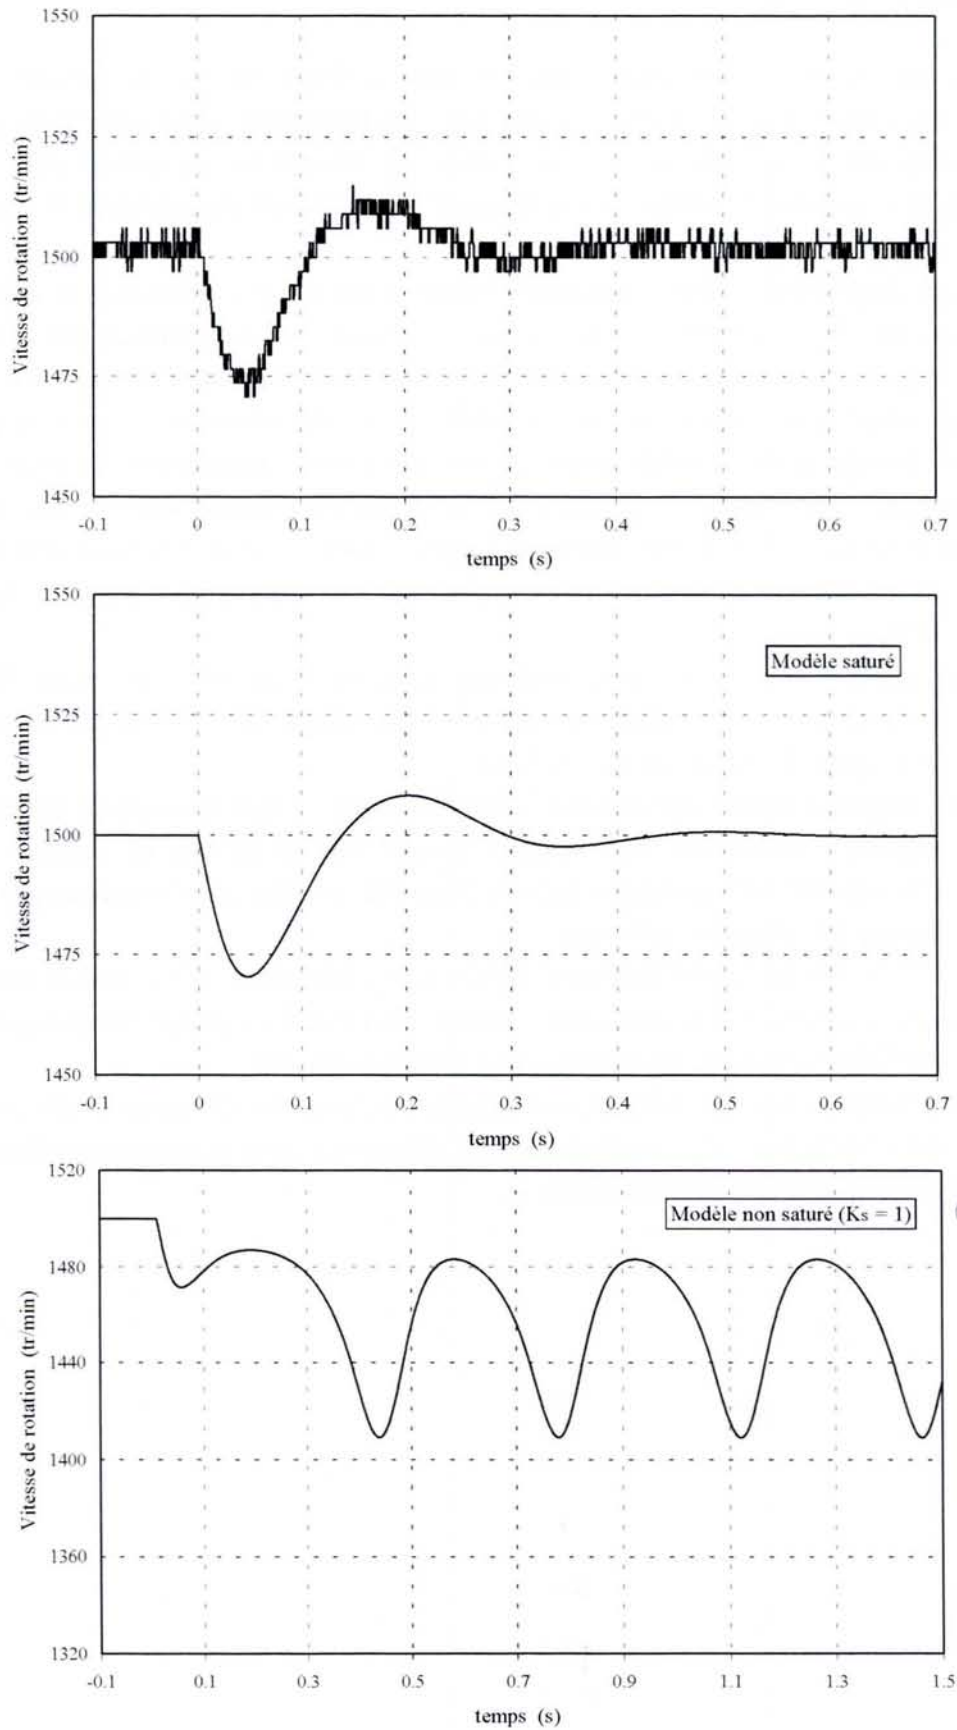 1550
1525
1500
1475
1450
Vitesse de rotation (tr/min)
-0.1 0 0.1 0.2 0.3 0.4 0.5 0.6 0.7
temps (s)
1550
1525
1500
1475
1450
Vitesse de rotation (tr/min)
Modèle saturé
-0.1 0 0.1 0.2 0.3 0.4 0.5 0.6 0.7
temps (s)
1520
1480
1440
1400
1360
1320
Vitesse de rotation (tr/min)
Modèle non saturé (Ks = 1)
-0.1 0.1 0.3 0.5 0.7 0.9 1.1 1.3 1.5
temps (s)